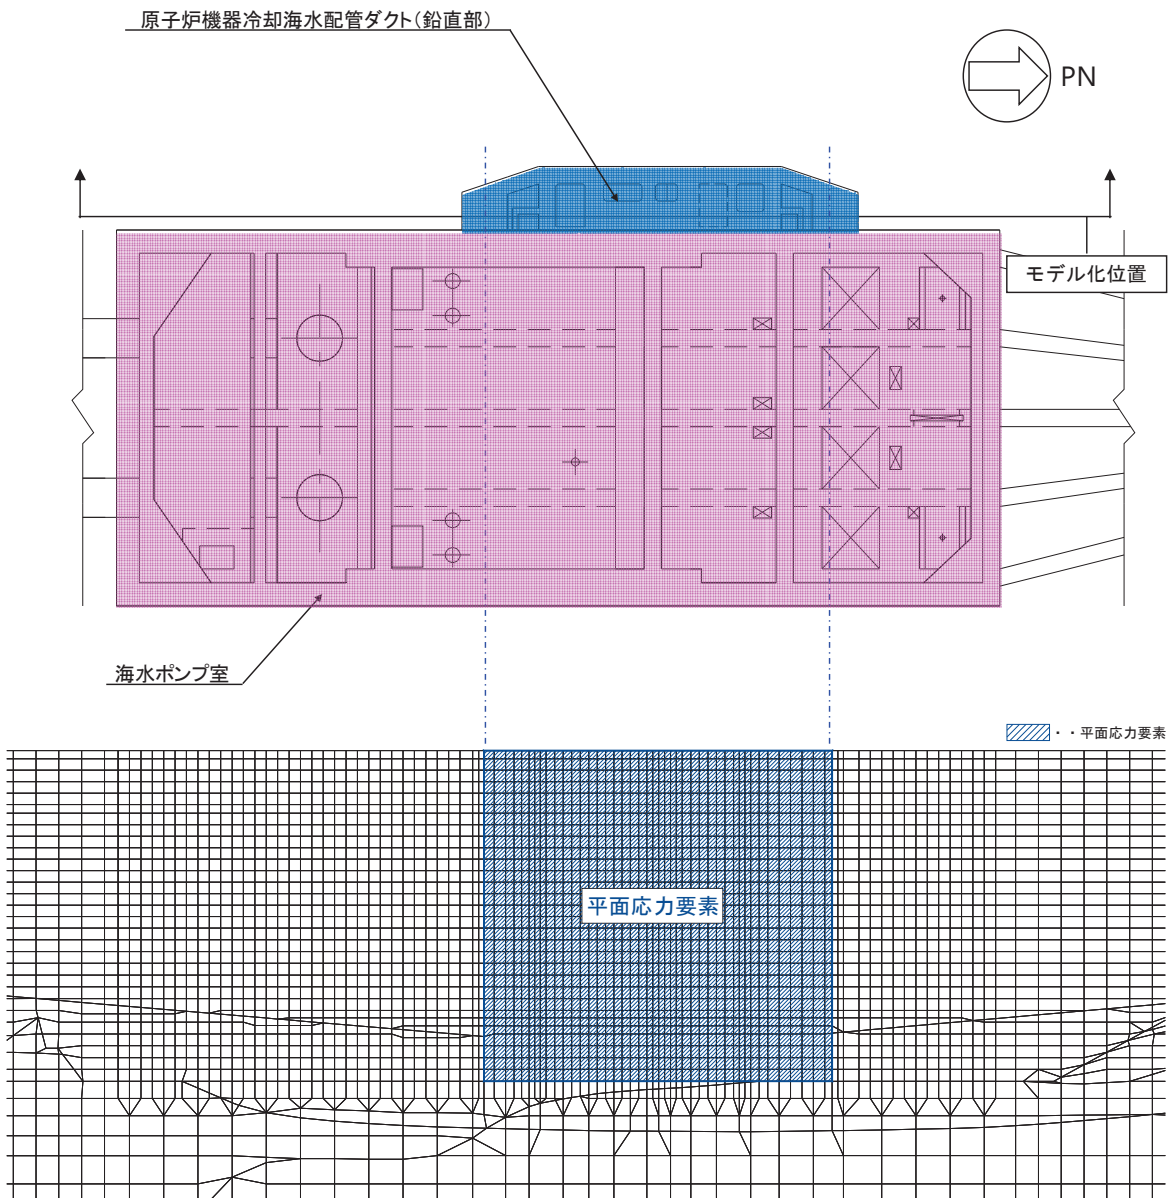 原子炉機器冷却海水配管ダクト（鉛直部）
PN
モデル化位置
海水ポンプ室
・・平面応力要素
平面応力要素